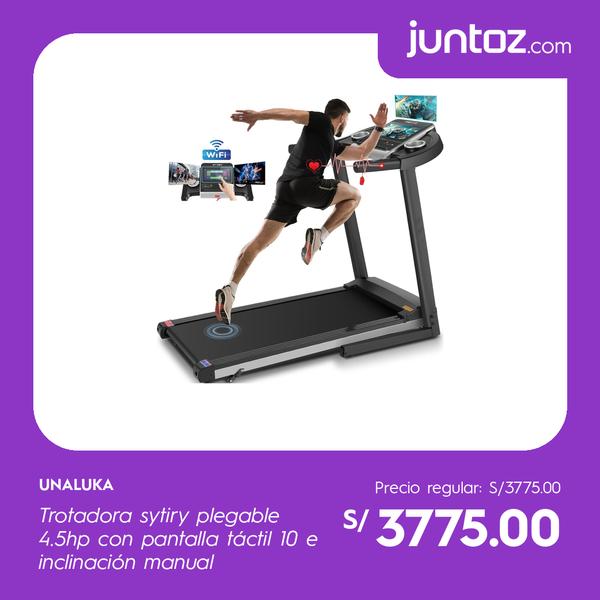 juntoz.com
WiFi
UNALUKA
Trotadora sytiry plegable
4.5hp con pantalla táctil 10 e
inclinación manual
Precio regular: S/3775.00
S/ 3775.00